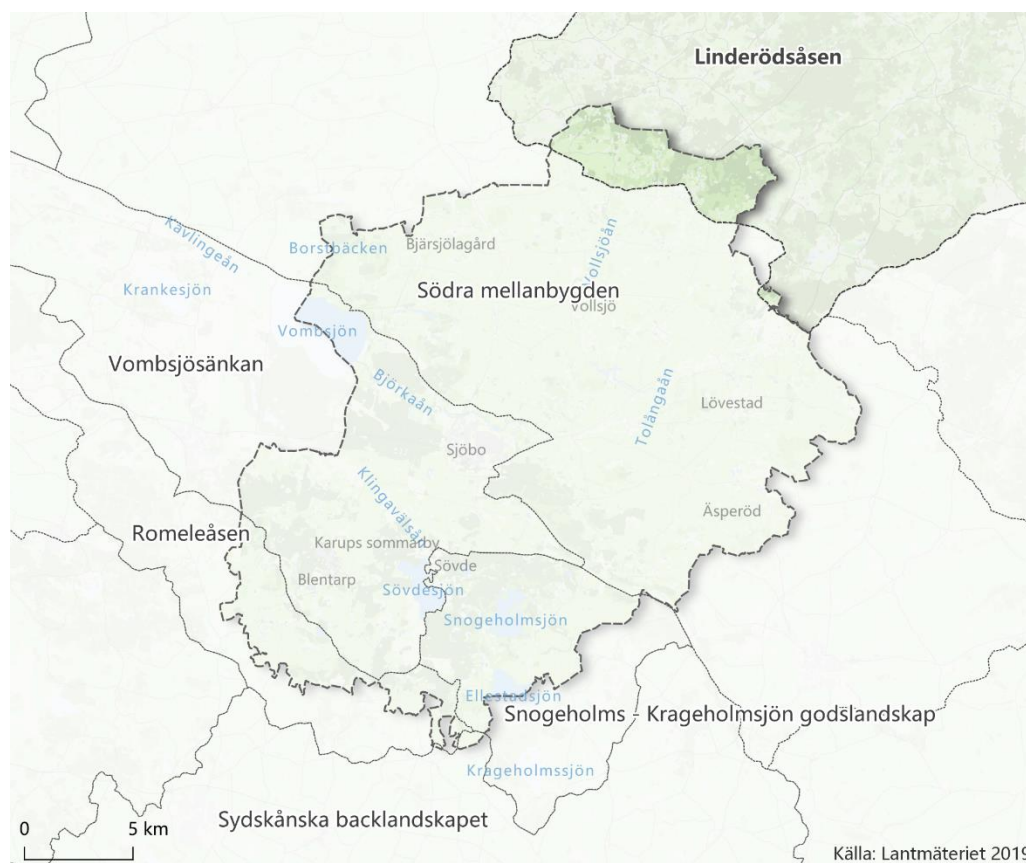 Linderödsåsen
Kävlingeån
Borstbäcken
Bjärsjölagård
Vollsjöån
Krankesjön
Södra mellanbygden
Vollsjö
Vombsjön
Vombsjösänkan
Björkaån
Tolångaån
Lövestad
Sjöbo
Klingavälsån
Äsperöd
Romeleåsen
Karups sommarby
Sövde
Blentarp
Sövdesjön
Snogeholmsjön
Ellestadsjön
Snogeholms - Krageholmsjön godslandskap
Krageholmssjön
Sydskånska backlandskapet
0 5 km
Källa: Lantmäteriet 2019